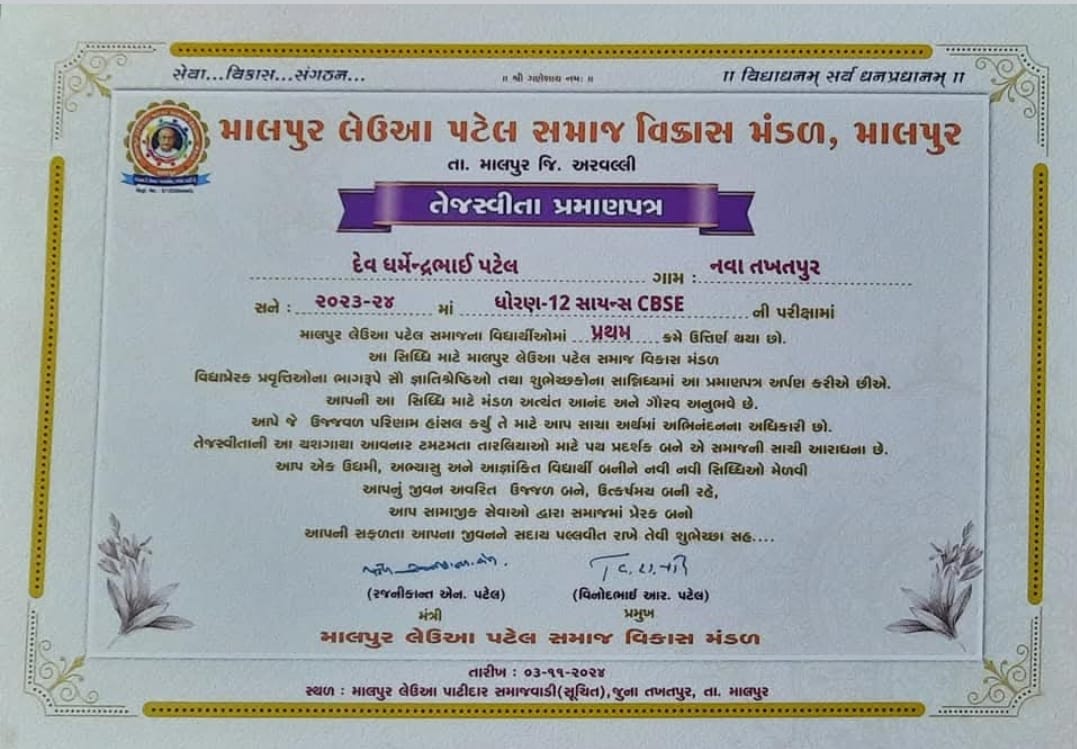 સેવા...વિકાસ...સંગઠન...
॥ શ્રી ગણેશાય નમઃ ॥
॥ વિદ્યાધનમ્ સર્વ ધનપ્રધાનમ્ ॥
માલપુર લેઉઆ પટેલ સમાજ વિકાસ મંડળ, માલપુર
તા. માલપુર જિ. અરવલ્લી
તેજસ્વીતા પ્રમાણપત્ર
દેવ ધર્મેન્દ્રભાઈ પટેલ ગામ : નવા તખતપુર
સને : ૨૦૨૩-૨૪ માં ધોરણ-12 સાયન્સ CBSE ની પરીક્ષામાં
માલપુર લેઉઆ પટેલ સમાજના વિદ્યાર્થીઓમાં પ્રથમ ક્રમે ઉત્તિર્ણ થયા છો.
આ સિધ્ધિ માટે માલપુર લેઉઆ પટેલ સમાજ વિકાસ મંડળ
વિદ્યાપ્રેરક પ્રવૃત્તિઓના ભાગરૂપે સૌ જ્ઞાતિશ્રેષ્ઠિઓ તથા શુભેચ્છકોના સાન્નિધ્યમાં આ પ્રમાણપત્ર અર્પણ કરીએ છીએ.
આપની આ સિધ્ધિ માટે મંડળ અત્યંત આનંદ અને ગૌરવ અનુભવે છે.
આપે જે ઉજ્જવળ પરિણામ હાંસલ કર્યુ તે માટે આપ સાચા અર્થમાં અભિનંદનના અધિકારી છો.
તેજસ્વીતાની આ યશગાથા આવનાર ટમટમતા તારલિયાઓ માટે પથ પ્રદર્શક બને એ સમાજની સાચી આરાધના છે.
આપ એક ઉદ્યમી, અભ્યાસુ અને આજ્ઞાંકિત વિદ્યાર્થી બનીને નવી નવી સિધ્ધિઓ મેળવી
આપનું જીવન અવરિત ઉજ્જળ બને, ઉત્કર્ષમય બની રહે,
આપ સામાજીક સેવાઓ દ્વારા સમાજમાં પ્રેરક બનો
આપની સફળતા આપના જીવનને સદાય પલ્લવીત રાખે તેવી શુભેચ્છા સહ....
(રજનીકાન્ત એન. પટેલ) (વિનોદભાઈ આર. પટેલ)
મંત્રી પ્રમુખ
માલપુર લેઉઆ પટેલ સમાજ વિકાસ મંડળ
તારીખ : ૦૩-૧૧-૨૦૨૪
સ્થળ : માલપુર લેઉઆ પાટીદાર સમાજવાડી(સૂચિત),જુના તખતપુર, તા. માલપુર